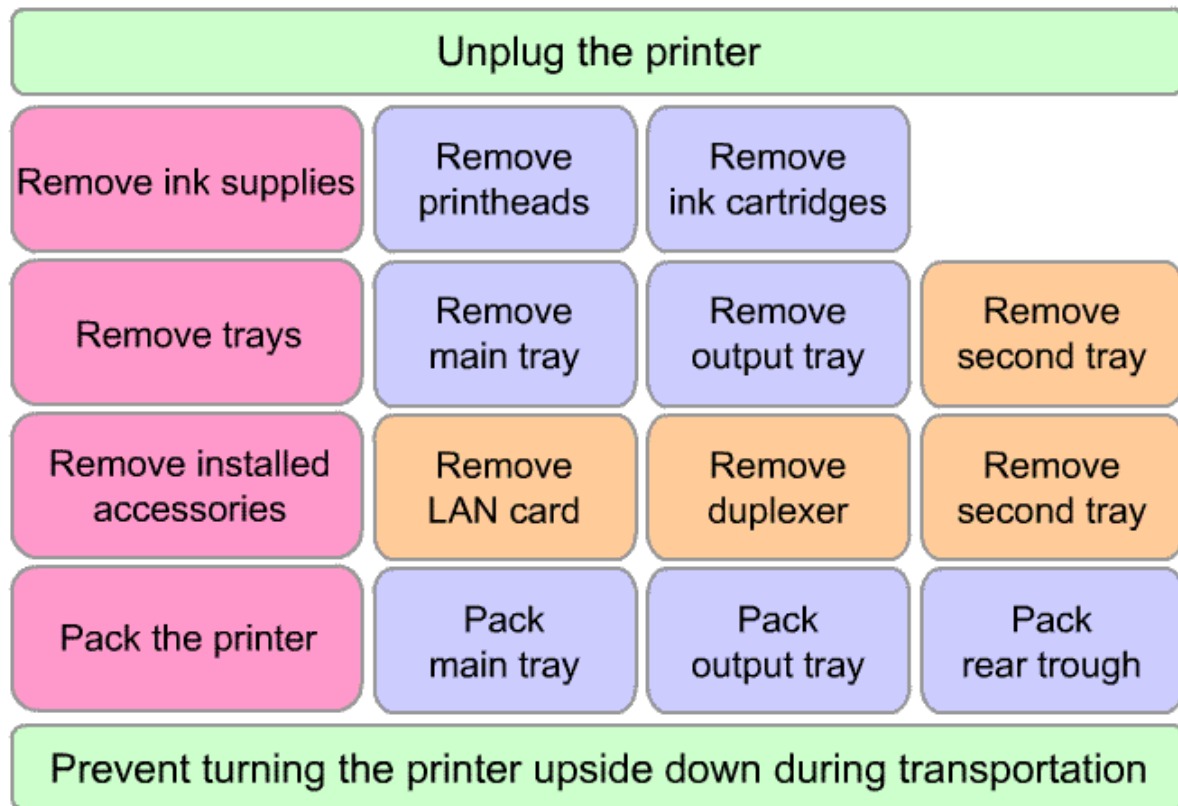 Unplug the printer
Remove ink supplies
Remove
printheads
Remove
ink cartridges
Remove trays
Remove
main tray
Remove
output tray
Remove
second tray
Remove installed
accessories
Remove
LAN card
Remove
duplexer
Remove
second tray
Pack the printer
Pack
main tray
Pack
output tray
Pack
rear trough
Prevent turning the printer upside down during transportation